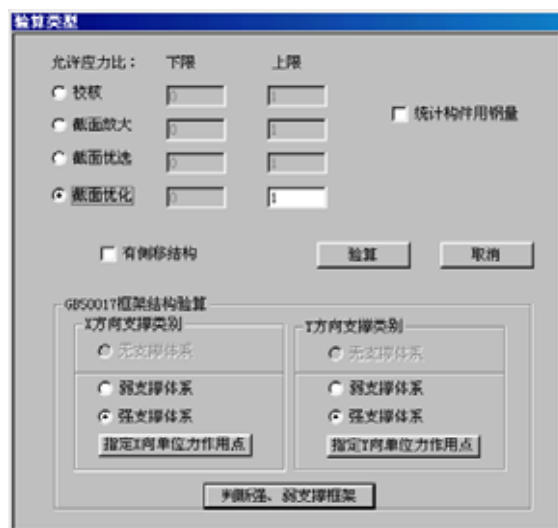 验算类型
允许应力比： 下限 上限
校核 0 1
截面放大 0 1
统计构件用钢量
截面优选 0 1
截面优化 0 1
有侧移结构 验算 取消
GB50017框架结构验算
X方向支撑类别 Y方向支撑类别
无支撑体系 无支撑体系
弱支撑体系 弱支撑体系
强支撑体系 强支撑体系
指定X向单位力作用点 指定Y向单位力作用点
判断强、弱支撑框架